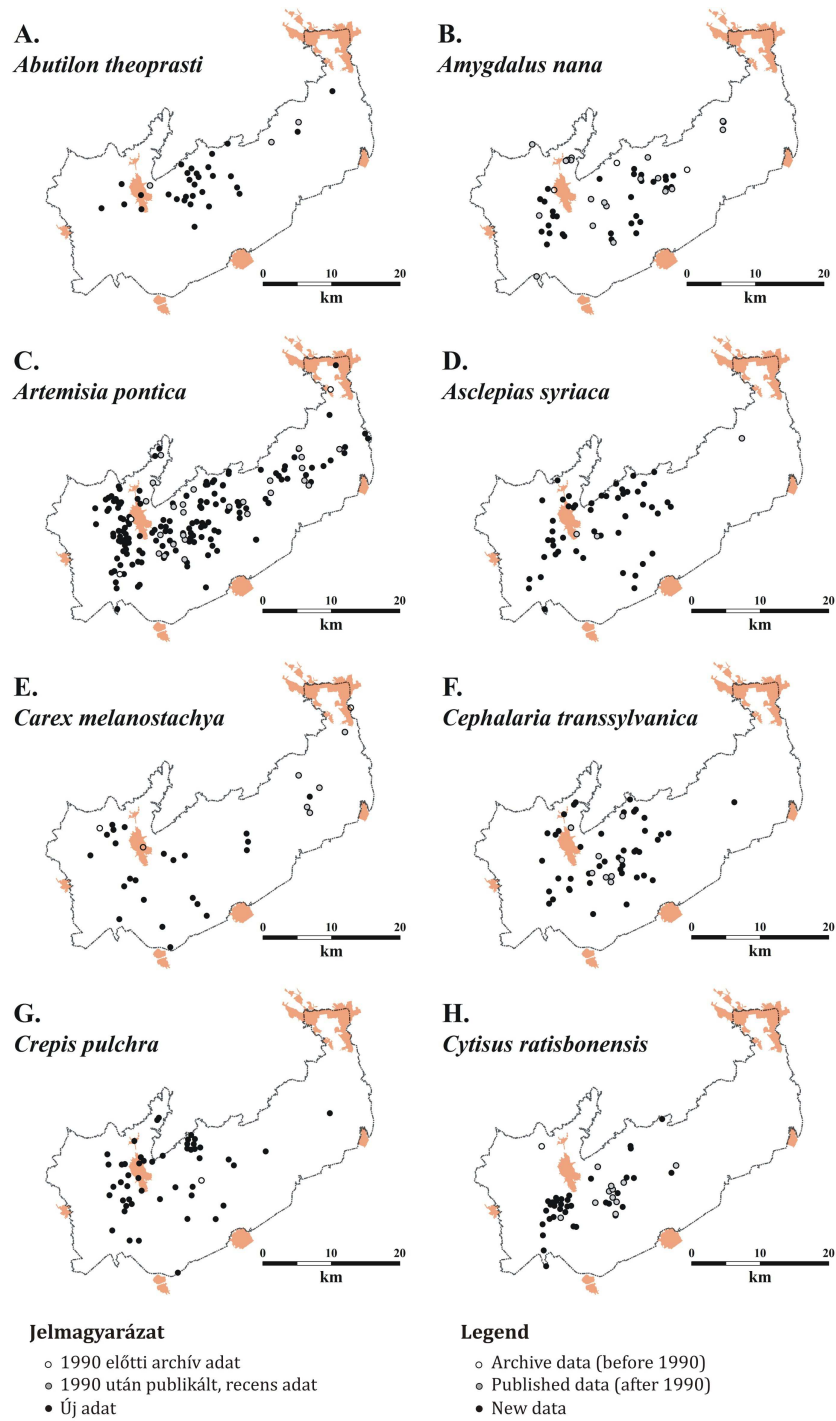 A.
Abutilon theoprasti
0 10 20
km
B.
Amygdalus nana
0 10 20
km
C.
Artemisia pontica
0 10 20
km
D.
Asclepias syriaca
0 10 20
km
E.
Carex melanostachya
0 10 20
km
F.
Cephalaria transsylvanica
0 10 20
km
G.
Crepis pulchra
0 10 20
km
H.
Cytisus ratisbonensis
0 10 20
km
Jelmagyarázat
1990 előtti archív adat
1990 után publikált, recens adat
Új adat
Legend
Archive data (before 1990)
Published data (after 1990)
New data